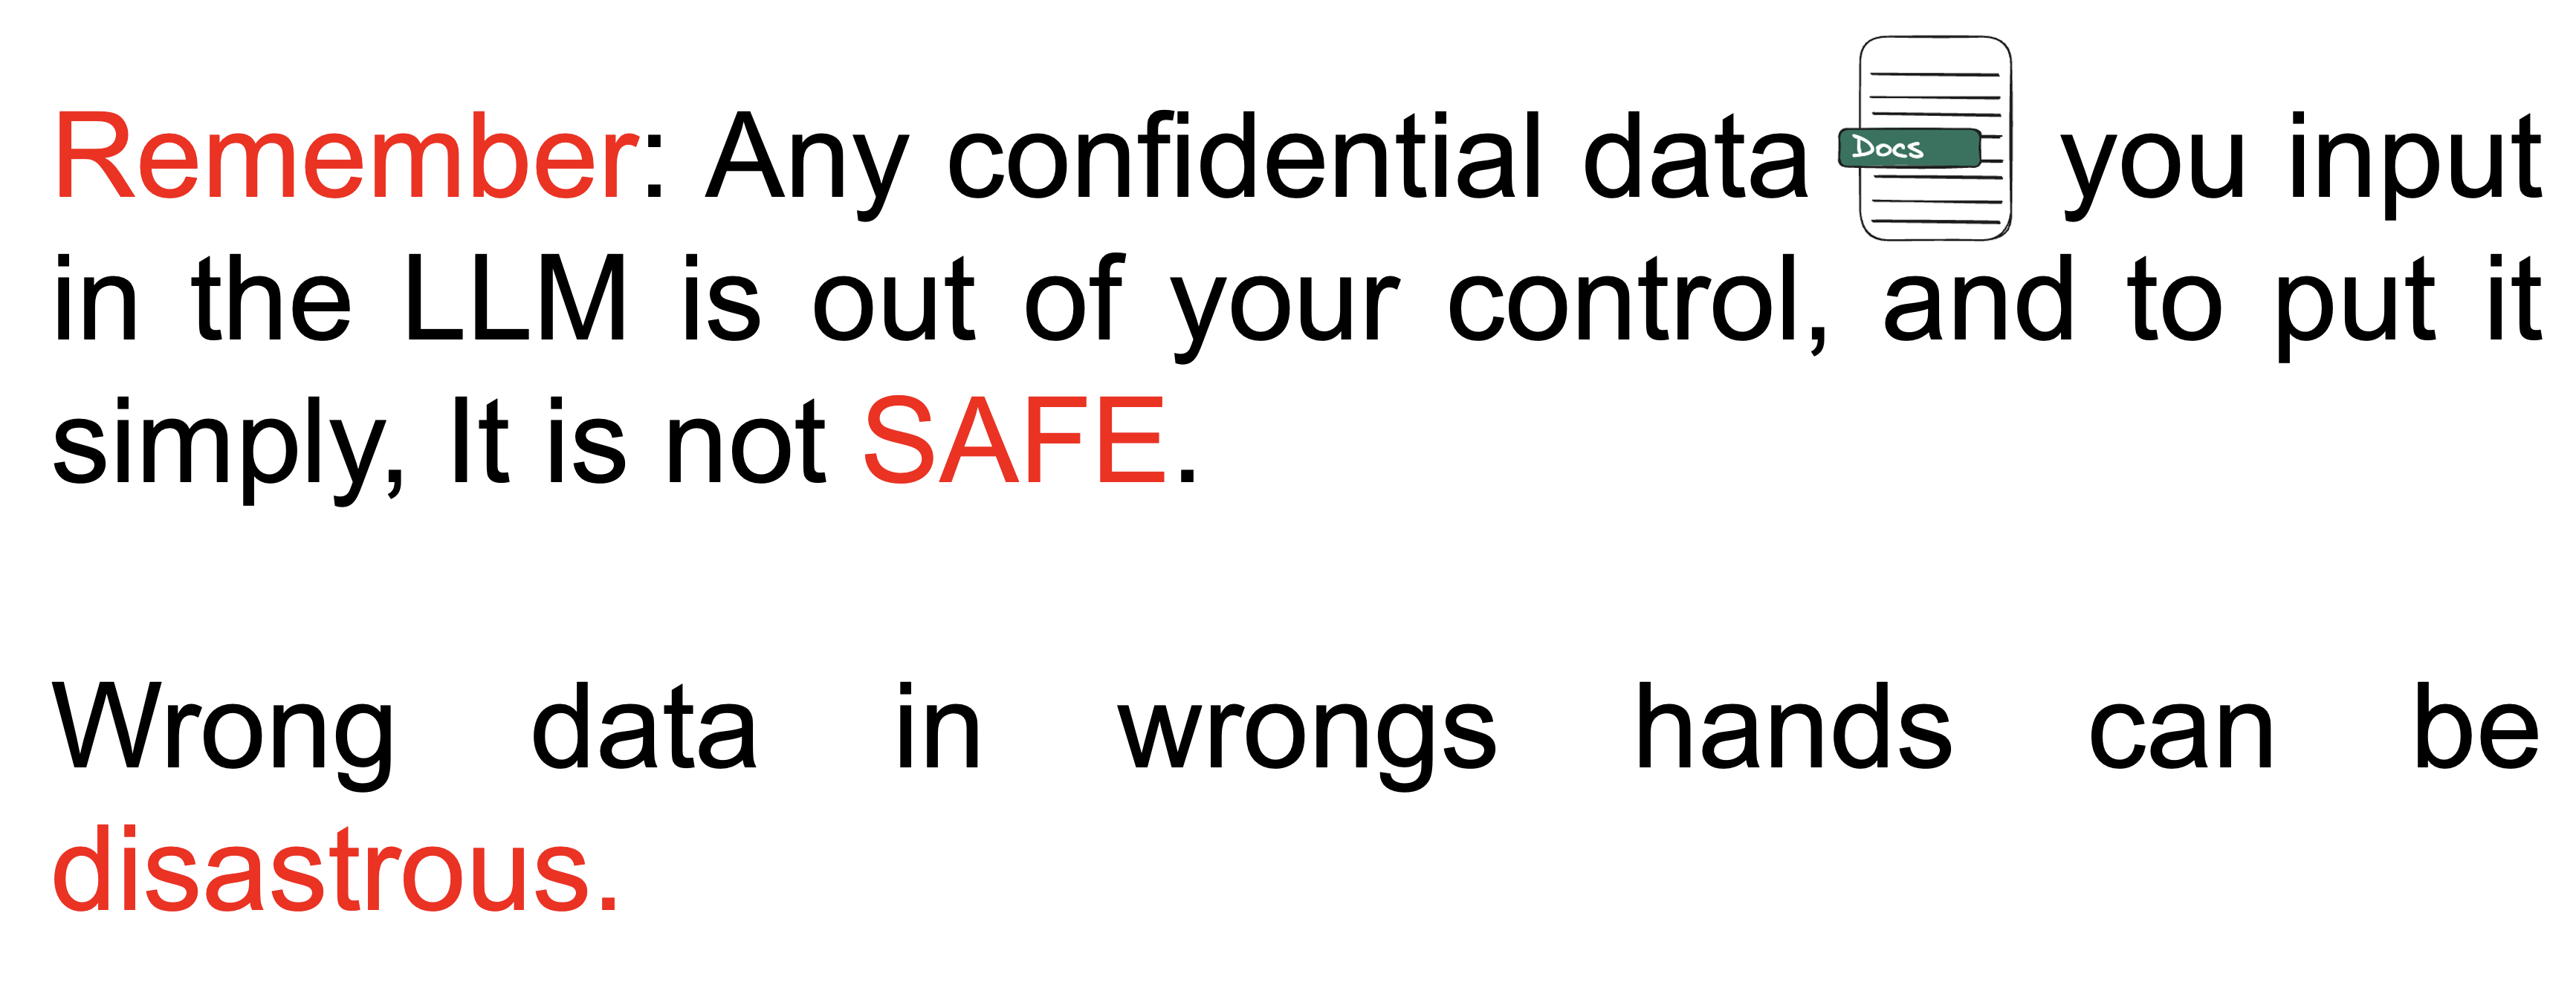 Remember: Any confidential data Docs you input
in the LLM is out of your control, and to put it
simply, It is not SAFE.
Wrong data in wrongs hands can be
disastrous.